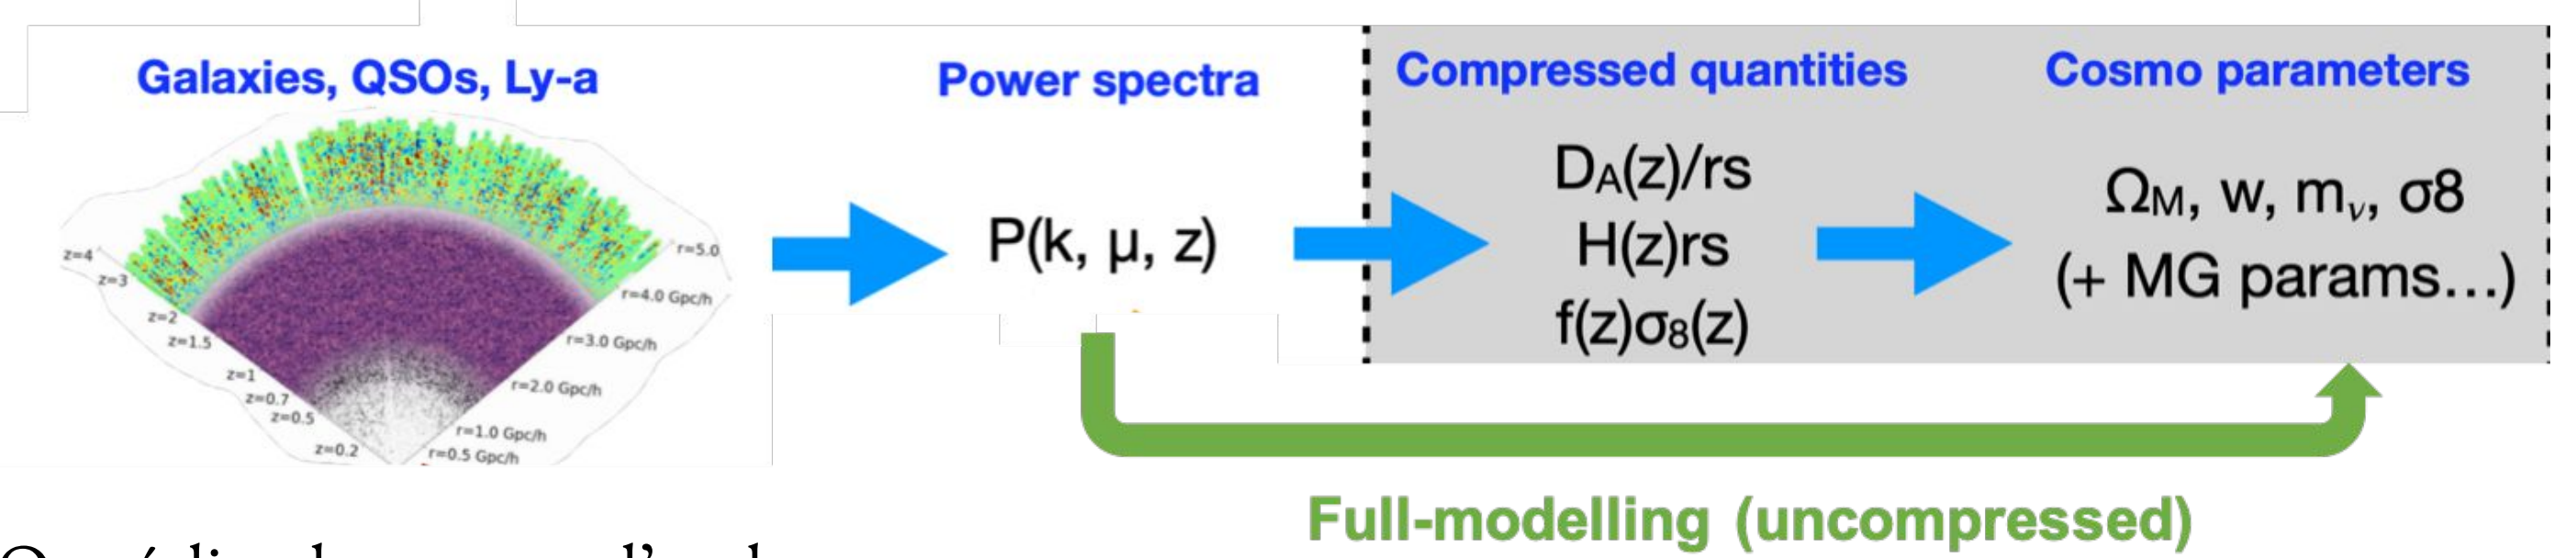 Galaxies, QSOs, Ly-a
z=4
z=3
z=2
z=1.5
z=1
z=0.7
z=0.5
z=0.2
r=5.0
r=4.0 Gpc/h
r=3.0 Gpc/h
r=2.0 Gpc/h
r=1.0 Gpc/h
r=0.5 Gpc/h
Power spectra
P(k, μ, z)
Compressed quantities
DA(z)/rs
H(z)rs
f(z)σ8(z)
Cosmo parameters
ΩM, w, mν, σ8
(+ MG params...)
Full-modelling (uncompressed)